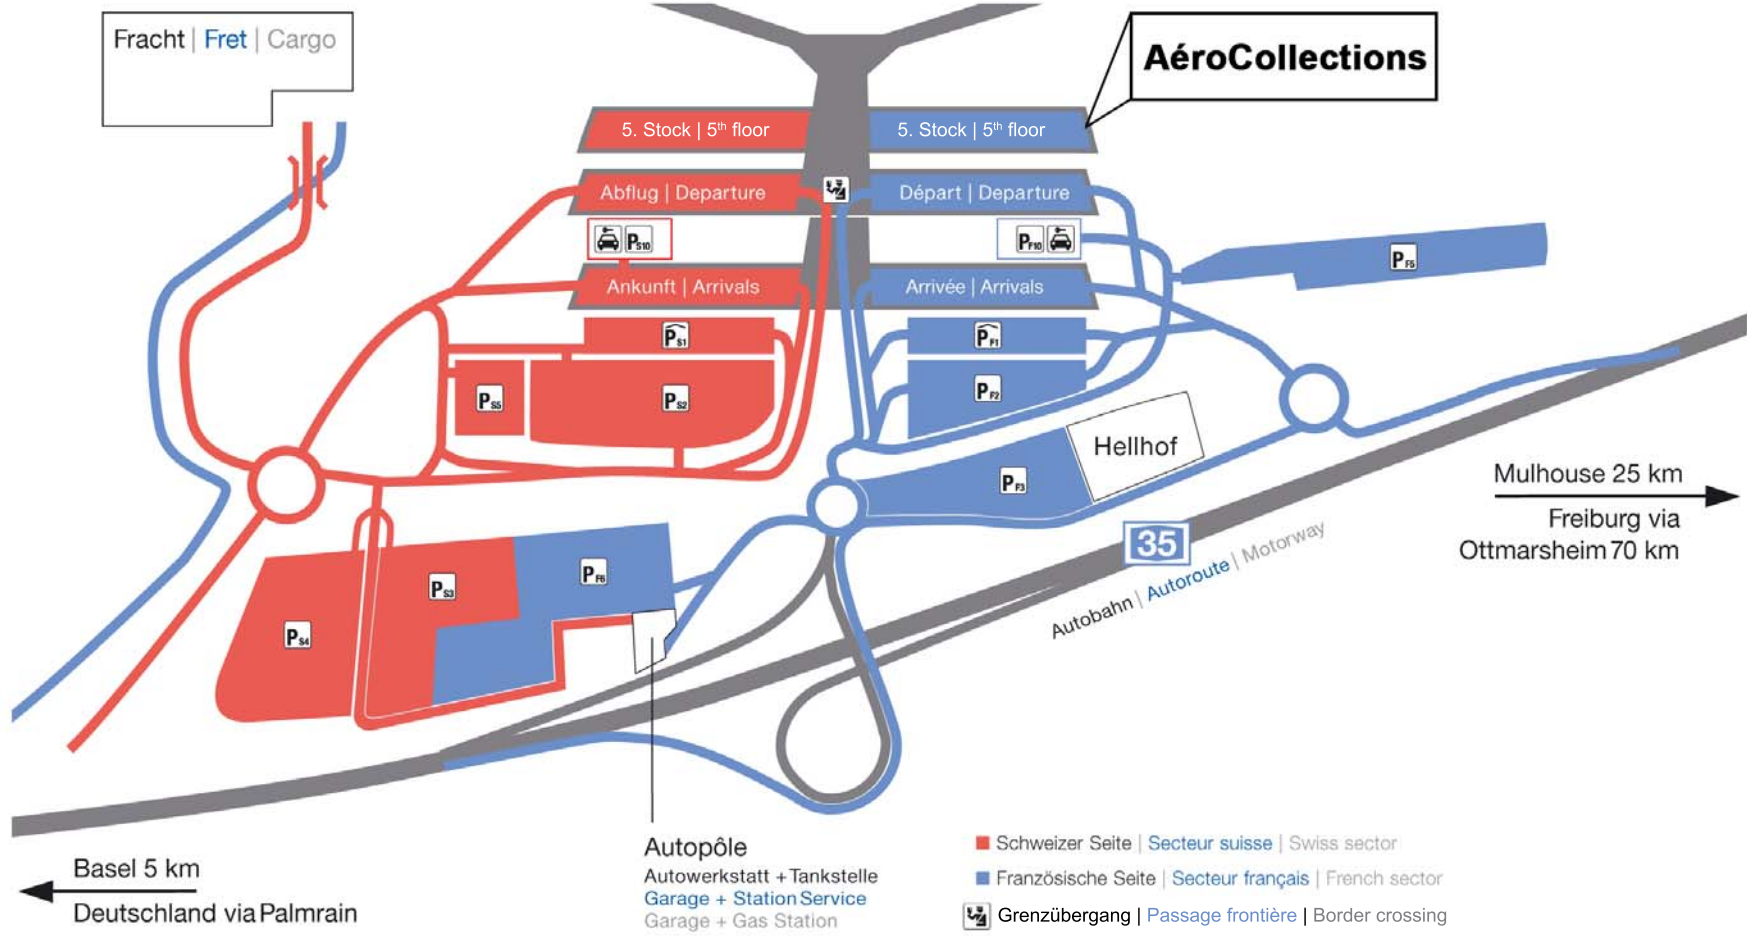 Fracht | Fret | Cargo
AéroCollections
5. Stock | 5th floor
5. Stock | 5th floor
Abflug | Departure
Départ | Departure
PS10
PF10
PF5
Ankunft | Arrivals
Arrivée | Arrivals
PS1
PF1
PS5
PS2
PF2
Hellhof
PF3
Mulhouse 25 km
Freiburg via
Ottmarsheim 70 km
35
Autobahn | Autoroute | Motorway
PS3
PF6
PS4
Autopôle
Autowerkstatt + Tankstelle
Garage + Station Service
Garage + Gas Station
Basel 5 km
Deutschland via Palmrain
Schweizer Seite | Secteur suisse | Swiss sector
Französische Seite | Secteur français | French sector
Grenzübergang | Passage frontière | Border crossing